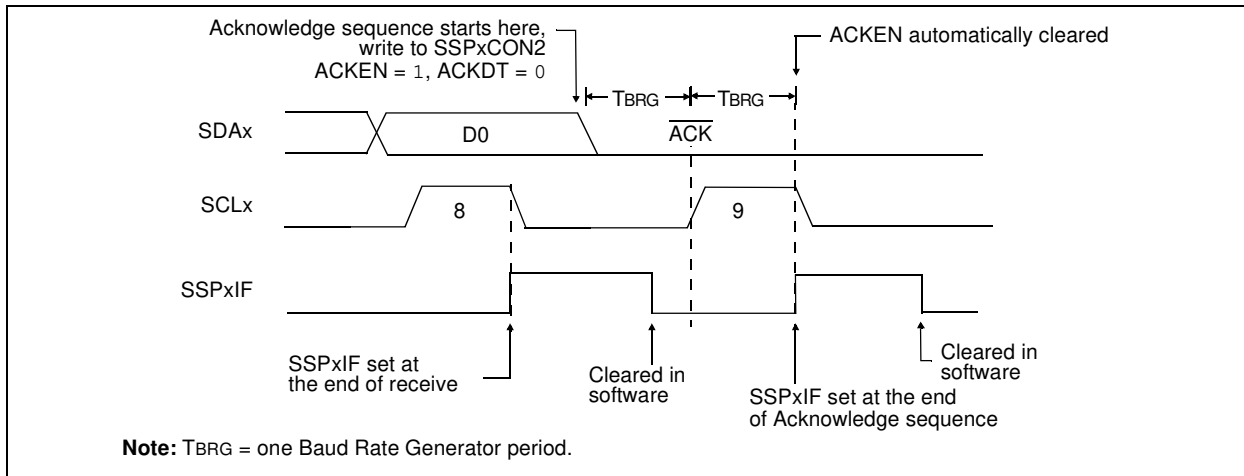 Acknowledge sequence starts here,
write to SSPxCON2
ACKEN = 1, ACKDT = 0
ACKEN automatically cleared
TBRG
TBRG
SDAx
D0
ACK
SCLx
8
9
SSPxIF
SSPxIF set at
the end of receive
Cleared in
software
SSPxIF set at the end
of Acknowledge sequence
Cleared in
software
Note: TBRG = one Baud Rate Generator period.